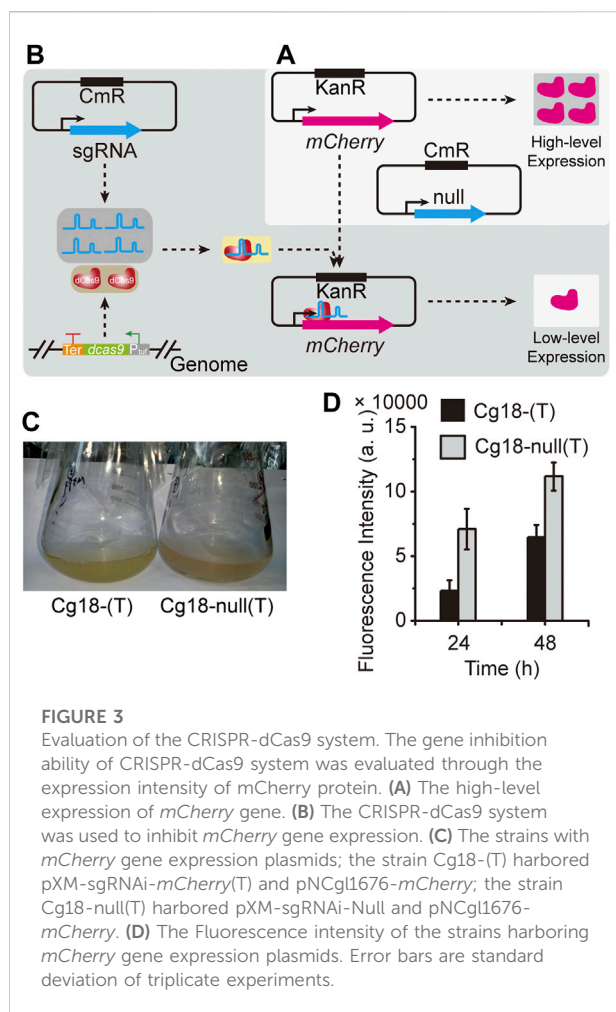 B
A
CmR
sgRNA
KanR
mCherry
High-level
Expression
CmR
null
dCas9 dCas9
KanR
mCherry
Low-level
Expression
Ter dcas9
Genome
C
Cg18-(T) Cg18-null(T)
D
× 10000
Cg18-(T)
Cg18-null(T)
Fluorescence Intensity (a. u.)
15
10
5
0
24 48
Time (h)
FIGURE 3
Evaluation of the CRISPR-dCas9 system. The gene inhibition
ability of CRISPR-dCas9 system was evaluated through the
expression intensity of mCherry protein. (A) The high-level
expression of mCherry gene. (B) The CRISPR-dCas9 system
was used to inhibit mCherry gene expression. (C) The strains with
mCherry gene expression plasmids; the strain Cg18-(T) harbored
pXM-sgRNAi-mCherry(T) and pNCgl1676-mCherry; the strain
Cg18-null(T) harbored pXM-sgRNAi-Null and pNCgl1676-
mCherry. (D) The Fluorescence intensity of the strains harboring
mCherry gene expression plasmids. Error bars are standard
deviation of triplicate experiments.